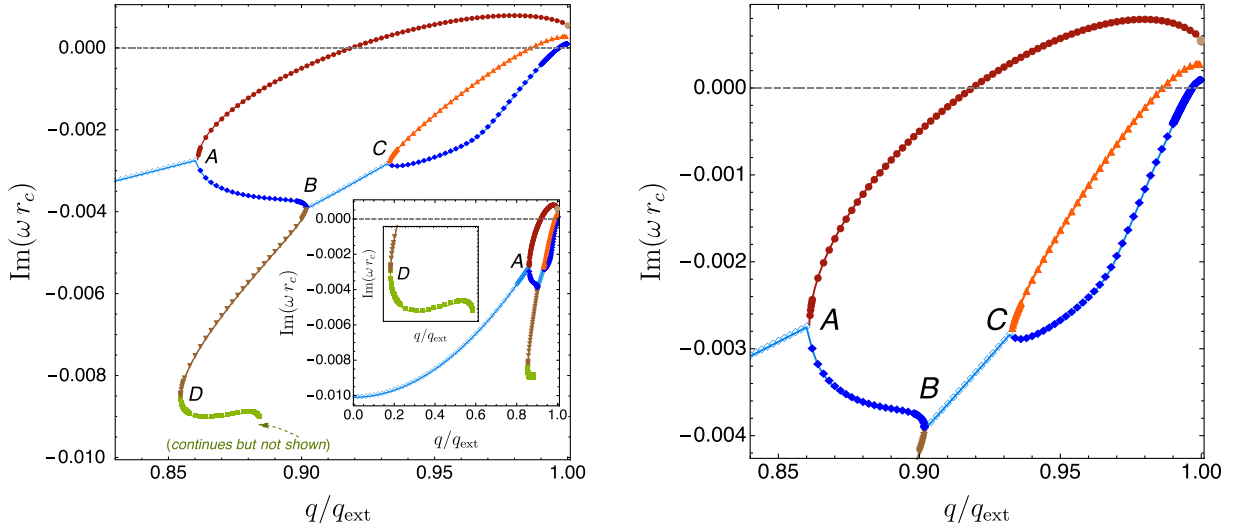 0.000
−0.002
−0.004
−0.006
−0.008
−0.010
Im(ω r_c)
0.85
0.90
0.95
1.00
q/q_ext
A
B
C
D
(continues but not shown)
0.000
−0.002
−0.004
−0.006
−0.008
−0.010
Im(ω r_c)
0.0
0.2
0.4
0.6
0.8
1.0
q/q_ext
A
D
Im(ω r_c)
q/q_ext
0.000
−0.001
−0.002
−0.003
−0.004
Im(ω r_c)
0.85
0.90
0.95
1.00
q/q_ext
A
B
C